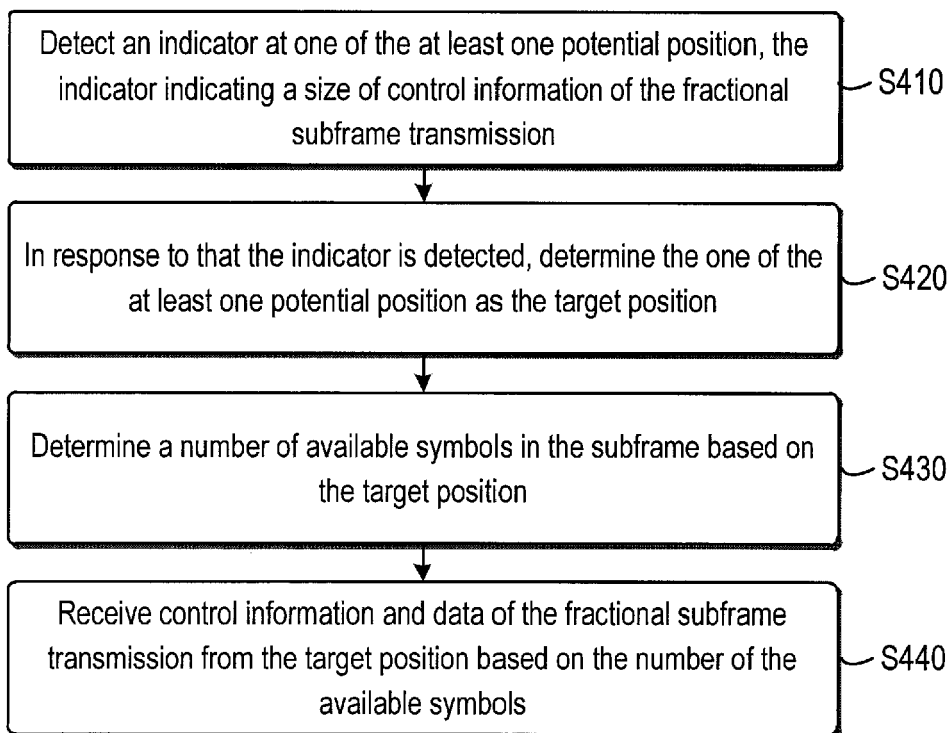 Detect an indicator at one of the at least one potential position, the
indicator indicating a size of control information of the fractional
subframe transmission
S410
In response to that the indicator is detected, determine the one of the
at least one potential position as the target position
S420
Determine a number of available symbols in the subframe based on
the target position
S430
Receive control information and data of the fractional subframe
transmission from the target position based on the number of the
available symbols
S440